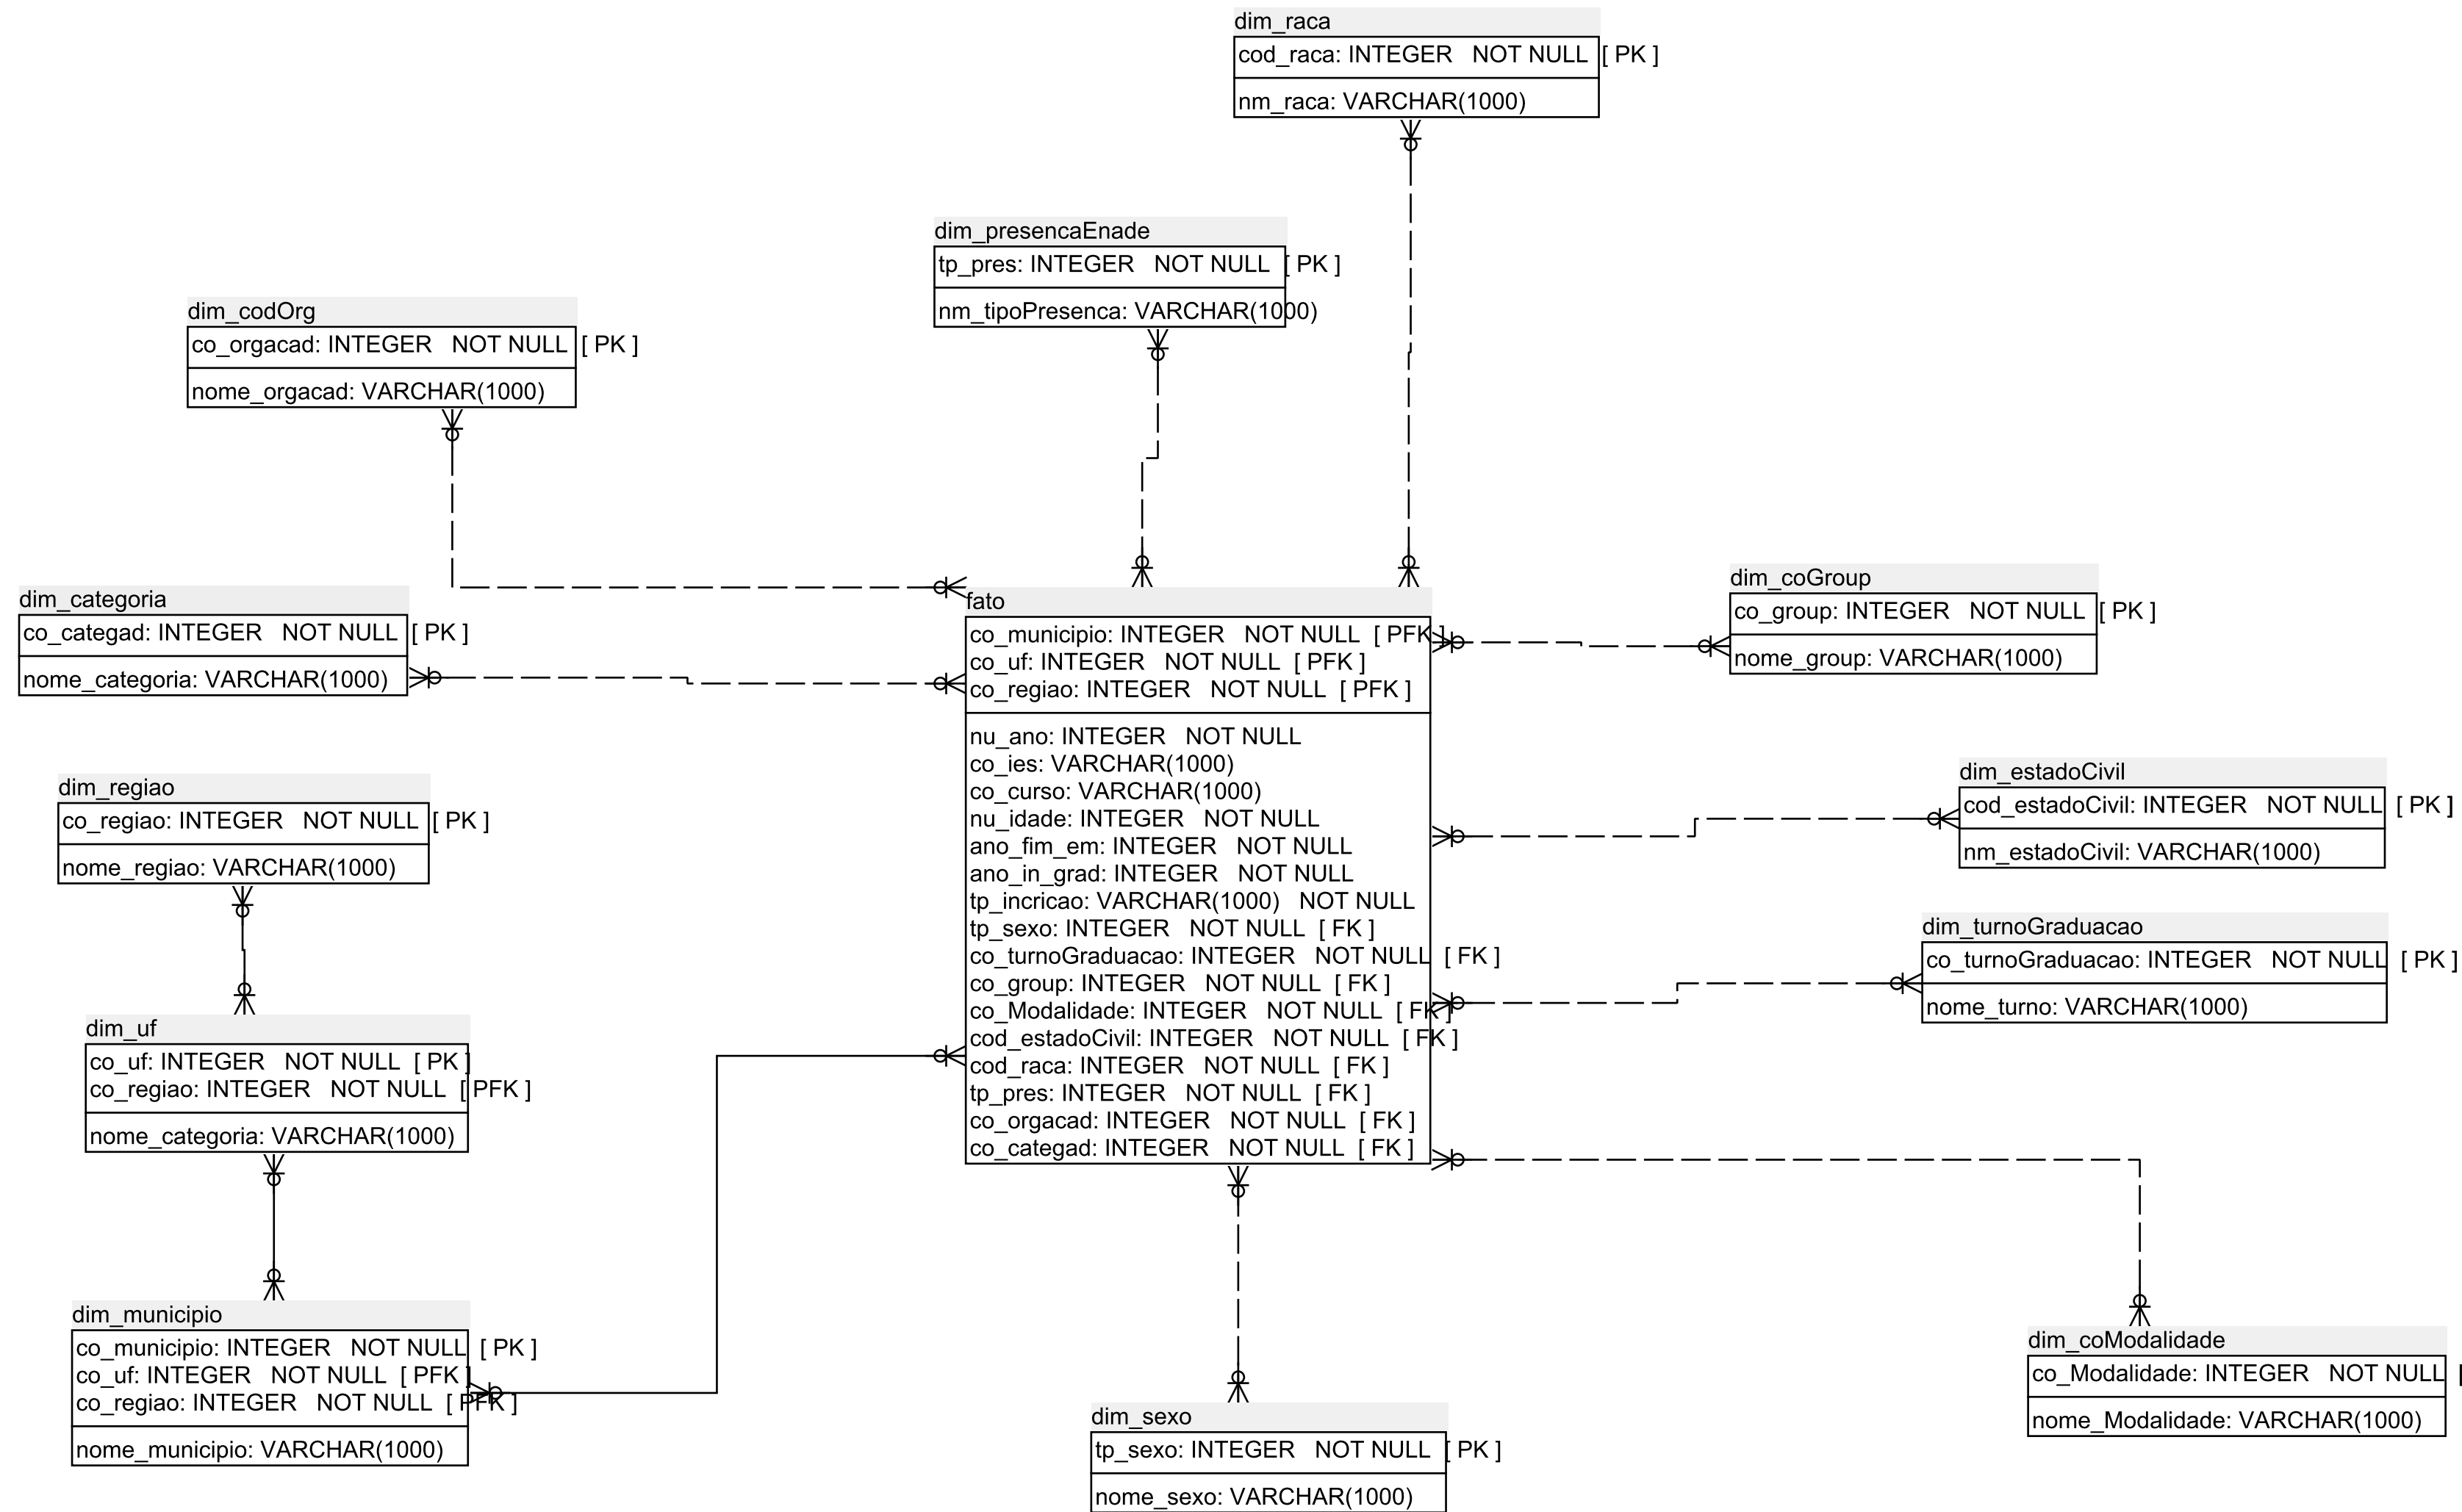 dim_raca
cod_raca: INTEGER   NOT NULL  [ PK ]
nm_raca: VARCHAR(1000)
dim_presencaEnade
tp_pres: INTEGER   NOT NULL  [ PK ]
nm_tipoPresenca: VARCHAR(1000)
dim_codOrg
co_orgacad: INTEGER   NOT NULL  [ PK ]
nome_orgacad: VARCHAR(1000)
dim_categoria
co_categad: INTEGER   NOT NULL  [ PK ]
nome_categoria: VARCHAR(1000)
fato
co_municipio: INTEGER   NOT NULL  [ PFK ]
co_uf: INTEGER   NOT NULL  [ PFK ]
co_regiao: INTEGER   NOT NULL  [ PFK ]
nu_ano: INTEGER   NOT NULL
co_ies: VARCHAR(1000)
co_curso: VARCHAR(1000)
nu_idade: INTEGER   NOT NULL
ano_fim_em: INTEGER   NOT NULL
ano_in_grad: INTEGER   NOT NULL
tp_incricao: VARCHAR(1000)   NOT NULL
tp_sexo: INTEGER   NOT NULL  [ FK ]
co_turnoGraduacao: INTEGER   NOT NULL  [ FK ]
co_group: INTEGER   NOT NULL  [ FK ]
co_Modalidade: INTEGER   NOT NULL  [ FK ]
cod_estadoCivil: INTEGER   NOT NULL  [ FK ]
cod_raca: INTEGER   NOT NULL  [ FK ]
tp_pres: INTEGER   NOT NULL  [ FK ]
co_orgacad: INTEGER   NOT NULL  [ FK ]
co_categad: INTEGER   NOT NULL  [ FK ]
dim_coGroup
co_group: INTEGER   NOT NULL  [ PK ]
nome_group: VARCHAR(1000)
dim_regiao
co_regiao: INTEGER   NOT NULL  [ PK ]
nome_regiao: VARCHAR(1000)
dim_estadoCivil
cod_estadoCivil: INTEGER   NOT NULL  [ PK ]
nm_estadoCivil: VARCHAR(1000)
dim_turnoGraduacao
co_turnoGraduacao: INTEGER   NOT NULL  [ PK ]
nome_turno: VARCHAR(1000)
dim_uf
co_uf: INTEGER   NOT NULL  [ PK ]
co_regiao: INTEGER   NOT NULL  [ PFK ]
nome_categoria: VARCHAR(1000)
dim_municipio
co_municipio: INTEGER   NOT NULL  [ PK ]
co_uf: INTEGER   NOT NULL  [ PFK ]
co_regiao: INTEGER   NOT NULL  [ PFK ]
nome_municipio: VARCHAR(1000)
dim_coModalidade
co_Modalidade: INTEGER   NOT NULL  [
nome_Modalidade: VARCHAR(1000)
dim_sexo
tp_sexo: INTEGER   NOT NULL  [ PK ]
nome_sexo: VARCHAR(1000)